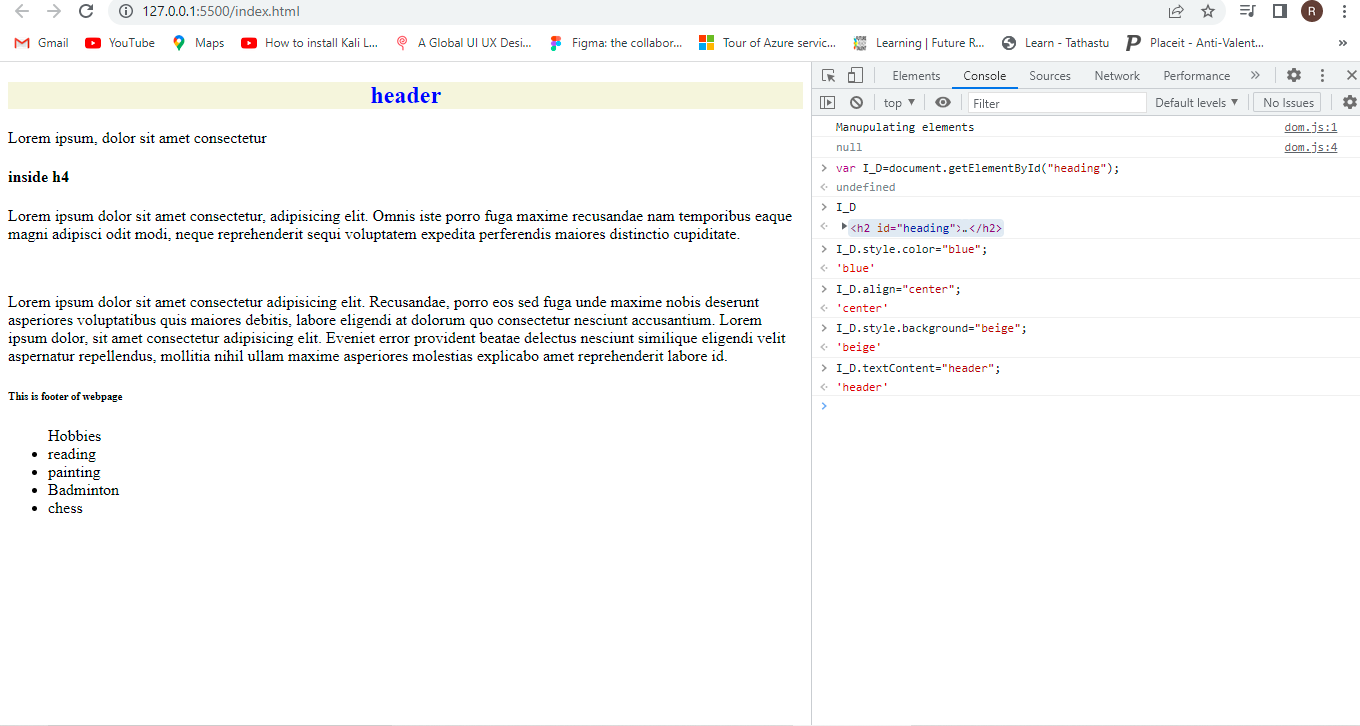 127.0.0.1:5500/index.html
R
Gmail YouTube Maps How to install Kali L... A Global UI UX Desi... Figma: the collabor... Tour of Azure servic... Learning | Future R... Learn - Tathastu Placeit - Anti-Valent... »
header
Lorem ipsum, dolor sit amet consectetur
inside h4
Lorem ipsum dolor sit amet consectetur, adipisicing elit. Omnis iste porro fuga maxime recusandae nam temporibus eaque
magni adipisci odit modi, neque reprehenderit sequi voluptatem expedita perferendis maiores distinctio cupiditate.
Lorem ipsum dolor sit amet consectetur adipisicing elit. Recusandae, porro eos sed fuga unde maxime nobis deserunt
asperiores voluptatibus quis maiores debitis, labore eligendi at dolorum quo consectetur nesciunt accusantium. Lorem
ipsum dolor, sit amet consectetur adipisicing elit. Eveniet error provident beatae delectus nesciunt similique eligendi velit
aspernatur repellendus, mollitia nihil ullam maxime asperiores molestias explicabo amet reprehenderit labore id.
This is footer of webpage
Hobbies
• reading
• painting
• Badminton
• chess
Elements Console Sources Network Performance »
top ▼ Filter Default levels ▼ No Issues
Manupulating elements dom.js:1
null dom.js:4
> var I_D=document.getElementById("heading");
undefined
> I_D
<h2 id="heading">…</h2>
> I_D.style.color="blue";
'blue'
> I_D.align="center";
'center'
> I_D.style.background="beige";
'beige'
> I_D.textContent="header";
'header'
>